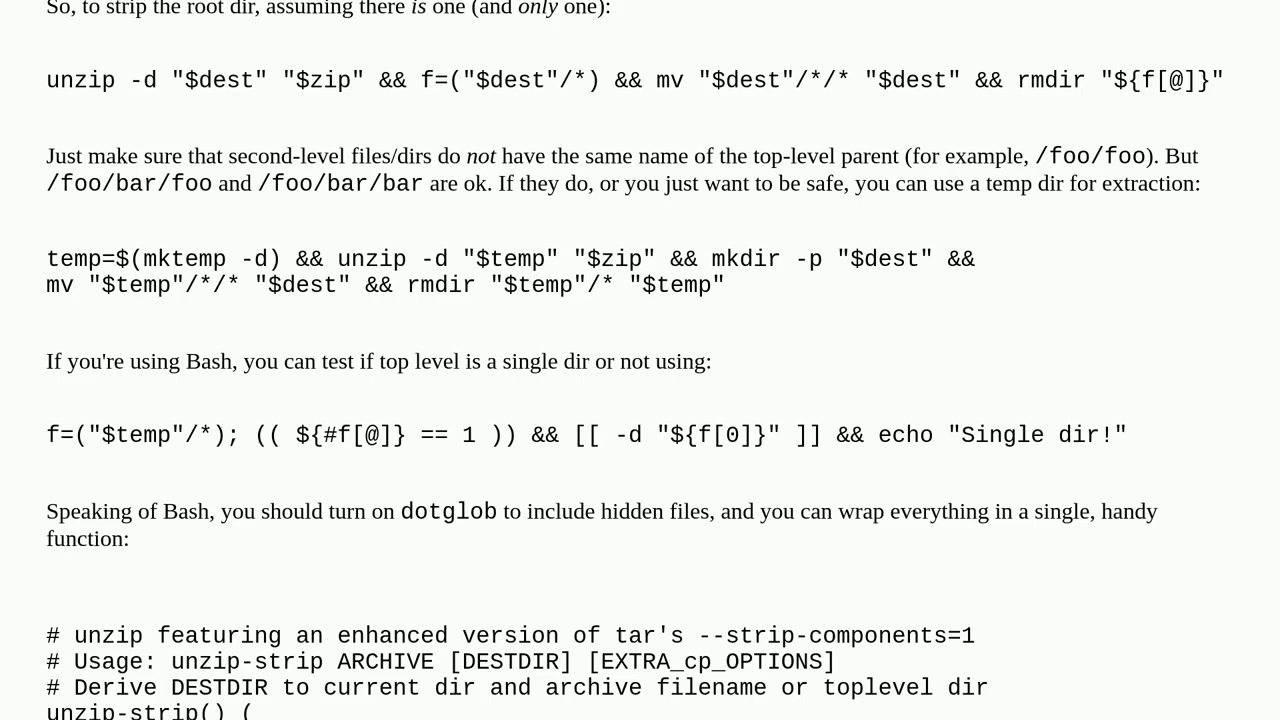 So, to strip the root dir, assuming there is one (and only one):
unzip -d "$dest" "$zip" && f=("$dest"/*) && mv "$dest"/*/* "$dest" && rmdir "${f[@]}"
Just make sure that second-level files/dirs do not have the same name of the top-level parent (for example, /foo/foo). But
/foo/bar/foo and /foo/bar/bar are ok. If they do, or you just want to be safe, you can use a temp dir for extraction:
temp=$(mktemp -d) && unzip -d "$temp" "$zip" && mkdir -p "$dest" &&
mv "$temp"/*/* "$dest" && rmdir "$temp"/* "$temp"
If you're using Bash, you can test if top level is a single dir or not using:
f=("$temp"/*); (( ${#f[@]} == 1 )) && [[ -d "${f[0]}" ]] && echo "Single dir!"
Speaking of Bash, you should turn on dotglob to include hidden files, and you can wrap everything in a single, handy
function:
# unzip featuring an enhanced version of tar's --strip-components=1
# Usage: unzip-strip ARCHIVE [DESTDIR] [EXTRA_cp_OPTIONS]
# Derive DESTDIR to current dir and archive filename or toplevel dir
unzip-strip() (